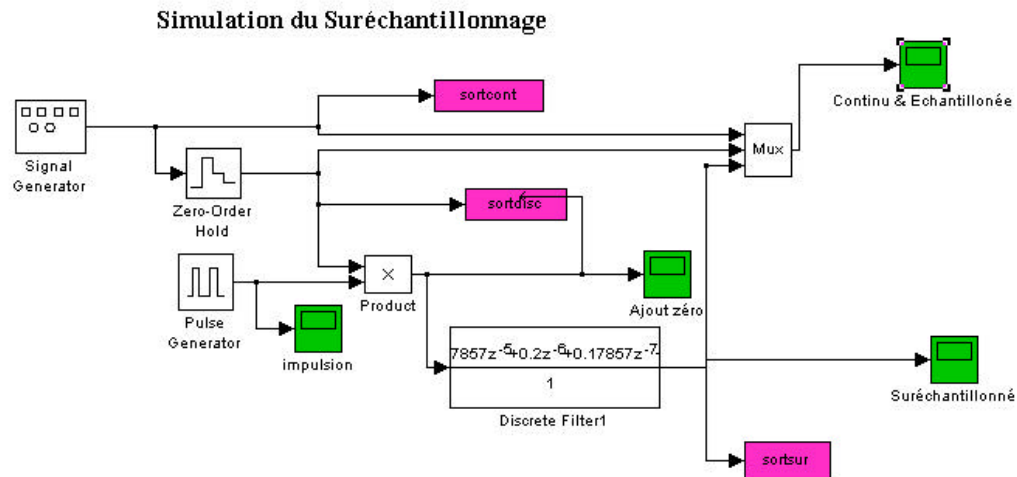 Simulation du Suréchantillonnage
sortcont
Continu & Echantillonée
Signal
Generator
Mux
Zero-Order
Hold
sortdisc
×
Product
Ajout zéro
Pulse
Generator
impulsion
7857z-5+0.2z-6+0.17857z-7-
1
Discrete Filter1
Suréchantillonné
sortsur